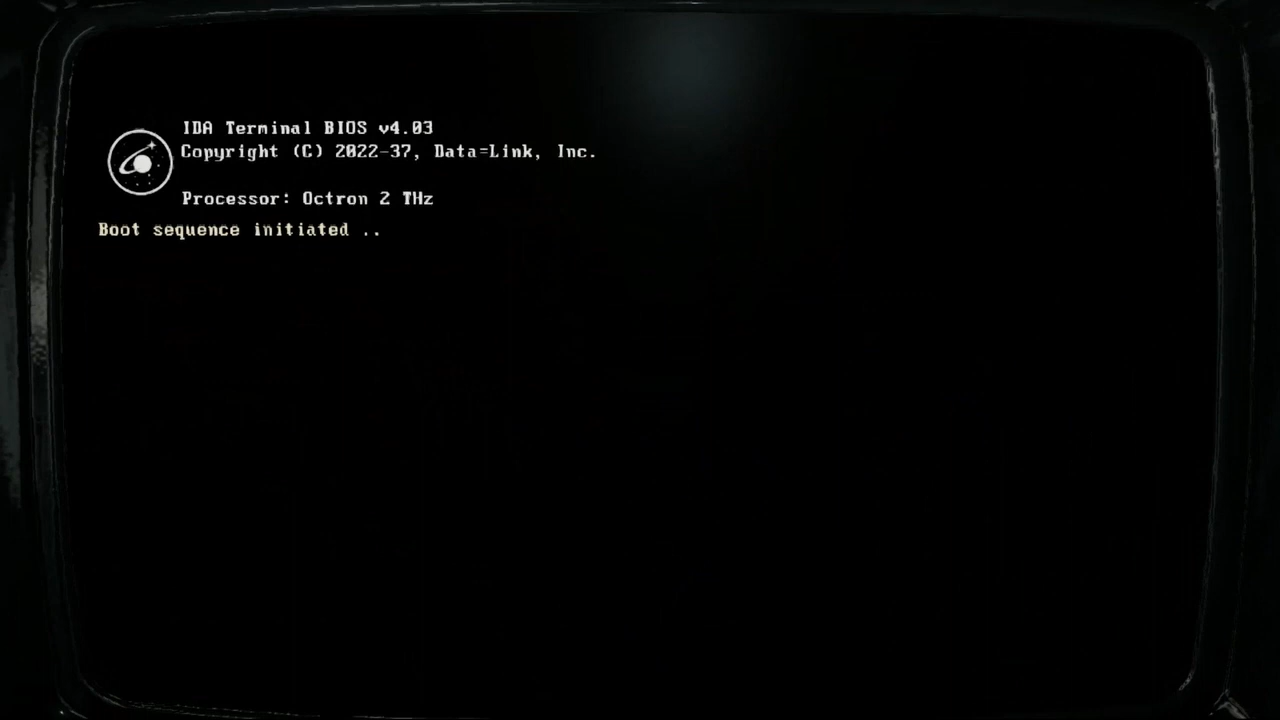 IDA Terminal BIOS v4.03
Copyright (C) 2022-37, Data=Link, Inc.
Processor: Octron 2 THz
Boot sequence initiated ..